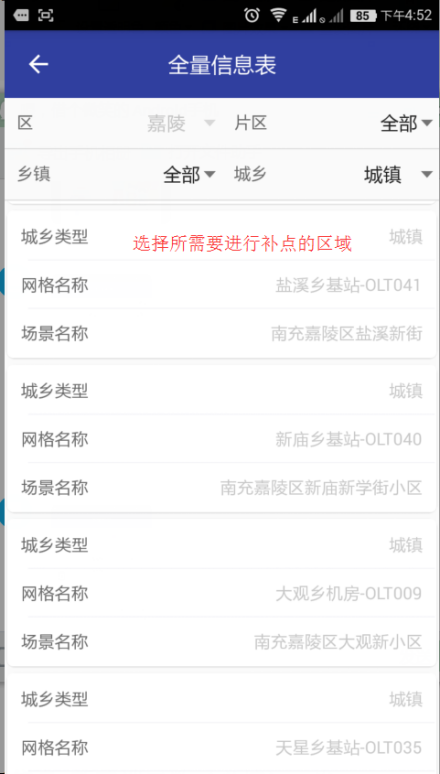 E 85 下午4:52
全量信息表
区 嘉陵 片区 全部
乡镇 全部 城乡 城镇
城乡类型 选择所需要进行补点的区域 城镇
网格名称 盐溪乡基站-OLT041
场景名称 南充嘉陵区盐溪新街
城乡类型 城镇
网格名称 新庙乡基站-OLT040
场景名称 南充嘉陵区新庙新学街小区
城乡类型 城镇
网格名称 大观乡机房-OLT009
场景名称 南充嘉陵区大观新小区
城乡类型 城镇
网格名称 天星乡基站-OLT035